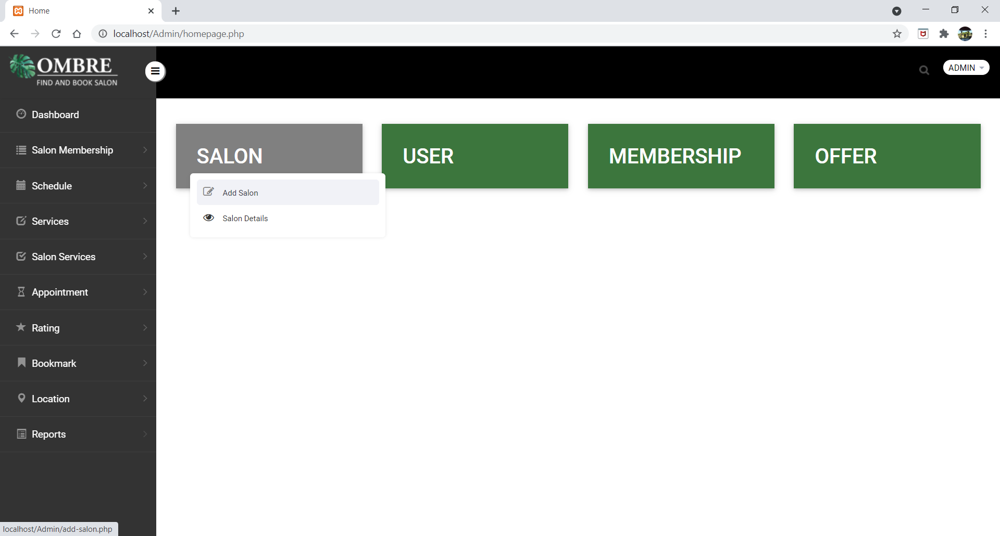 Home
localhost/Admin/homepage.php
OMBRE
FIND AND BOOK SALON
ADMIN
Dashboard
Salon Membership
Schedule
Services
Salon Services
Appointment
Rating
Bookmark
Location
Reports
SALON
USER
MEMBERSHIP
OFFER
Add Salon
Salon Details
localhost/Admin/add-salon.php